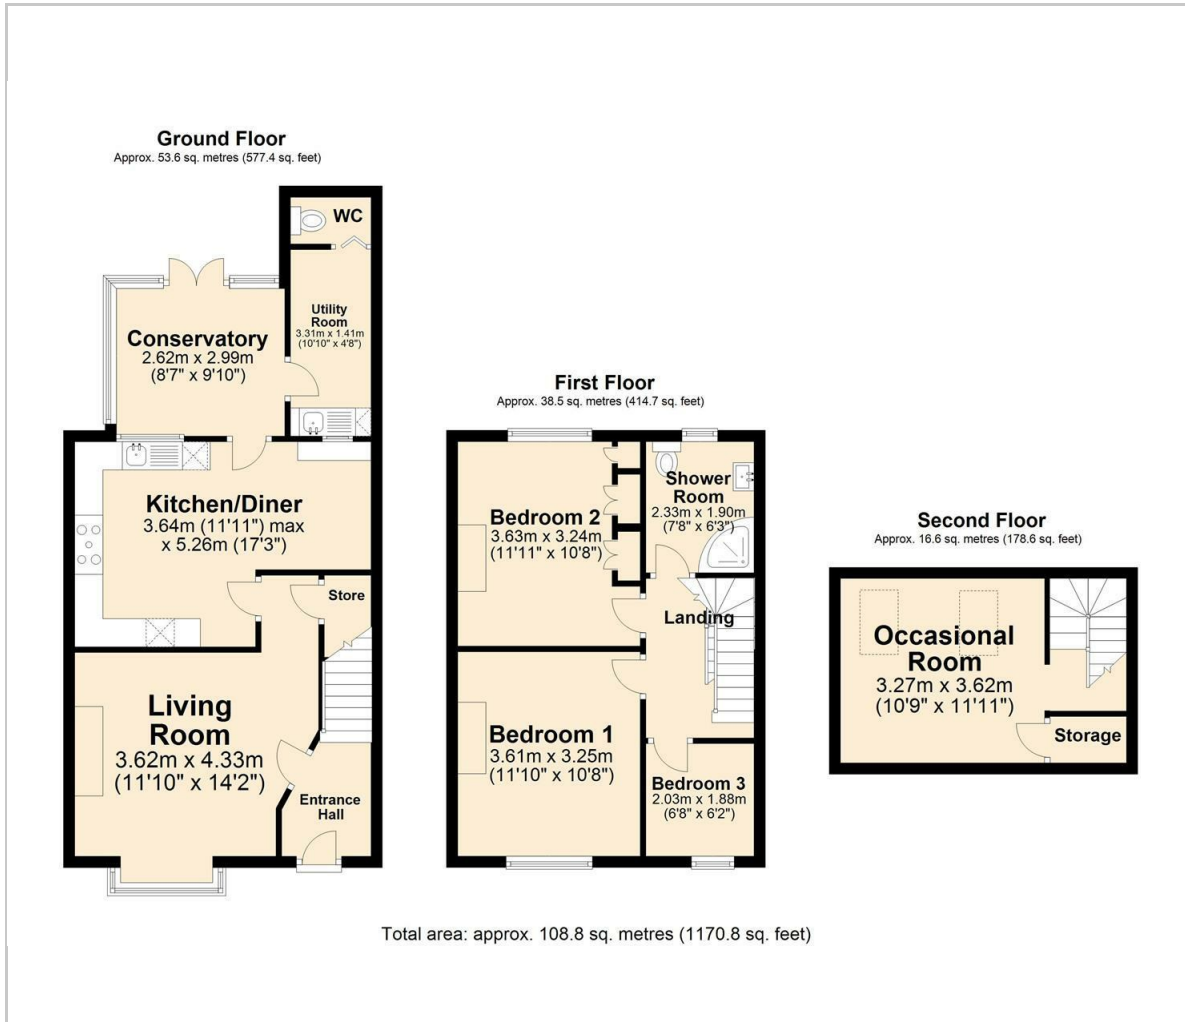 Ground Floor
Approx. 53.6 sq. metres (577.4 sq. feet)
WC
Utility
Room
3.31m x 1.41m
(10'10" x 4'8")
Conservatory
2.62m x 2.99m
(8'7" x 9'10")
Kitchen/Diner
3.64m (11'11") max
x 5.26m (17'3")
Store
Living
Room
3.62m x 4.33m
(11'10" x 14'2")
Entrance
Hall
First Floor
Approx. 38.5 sq. metres (414.7 sq. feet)
Shower
Room
2.33m x 1.90m
(7'8" x 6'3")
Bedroom 2
3.63m x 3.24m
(11'11" x 10'8")
Landing
Bedroom 1
3.61m x 3.25m
(11'10" x 10'8")
Bedroom 3
2.03m x 1.88m
(6'8" x 6'2")
Second Floor
Approx. 16.6 sq. metres (178.6 sq. feet)
Occasional
Room
3.27m x 3.62m
(10'9" x 11'11")
Storage
Total area: approx. 108.8 sq. metres (1170.8 sq. feet)